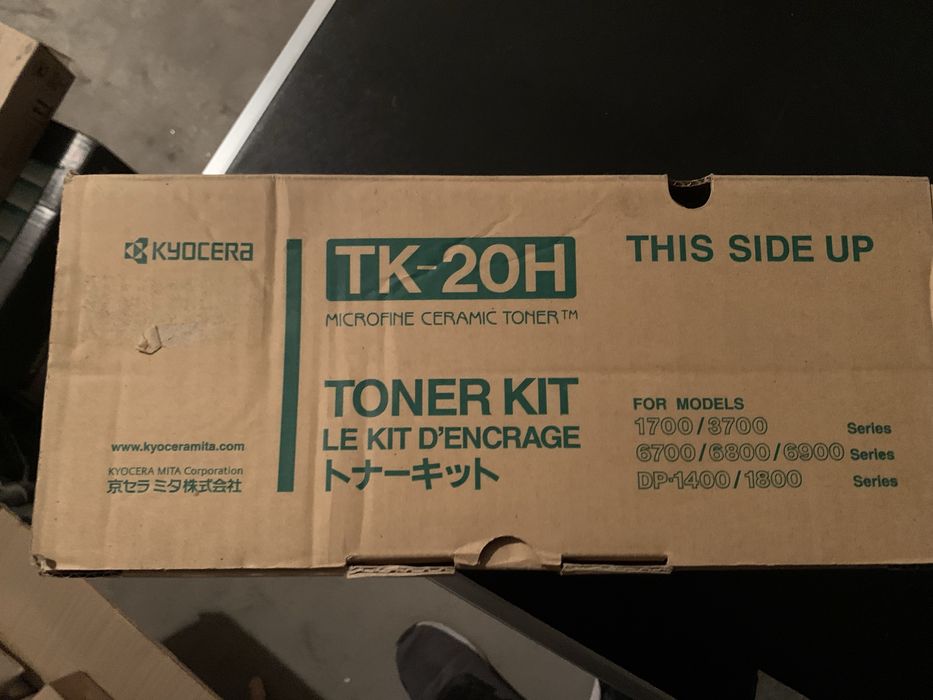 KYOCERA
www.kyoceramita.com
KYOCERA MITA Corporation
京セラ ミタ株式会社
TK-20H
MICROFINE CERAMIC TONER™
TONER KIT
LE KIT D'ENCRAGE
トナーキット
THIS SIDE UP
FOR MODELS
1700/3700 Series
6700/6800/6900 Series
DP-1400/1800 Series